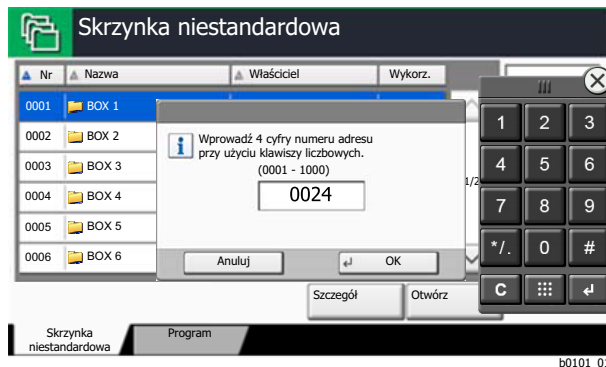 Skrzynka niestandardowa
Nr Nazwa Właściciel Wykorz.
0001 BOX 1
0002 BOX 2
0003 BOX 3
0004 BOX 4
0005 BOX 5
0006 BOX 6
Wprowadź 4 cyfry numeru adresu
przy użyciu klawiszy liczbowych.
(0001 - 1000)
0024
Anuluj OK
1/2
1 2 3
4 5 6
7 8 9
*/. 0 #
C
Szczegół Otwórz
Skrzynka
niestandardowa
Program